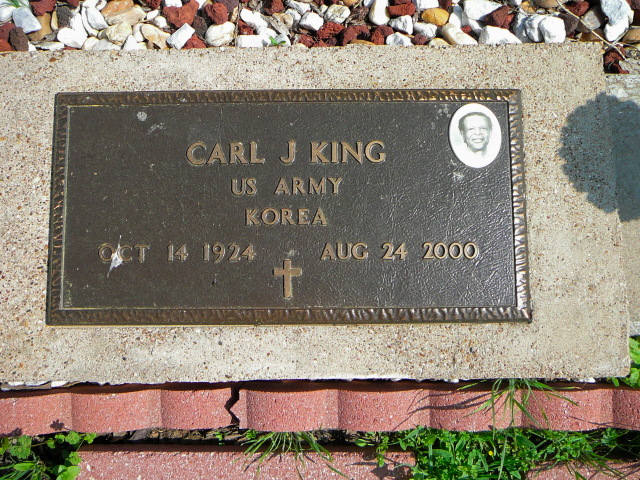 CARL J KING
US ARMY
KOREA
OCT 14 1924 AUG 24 2000